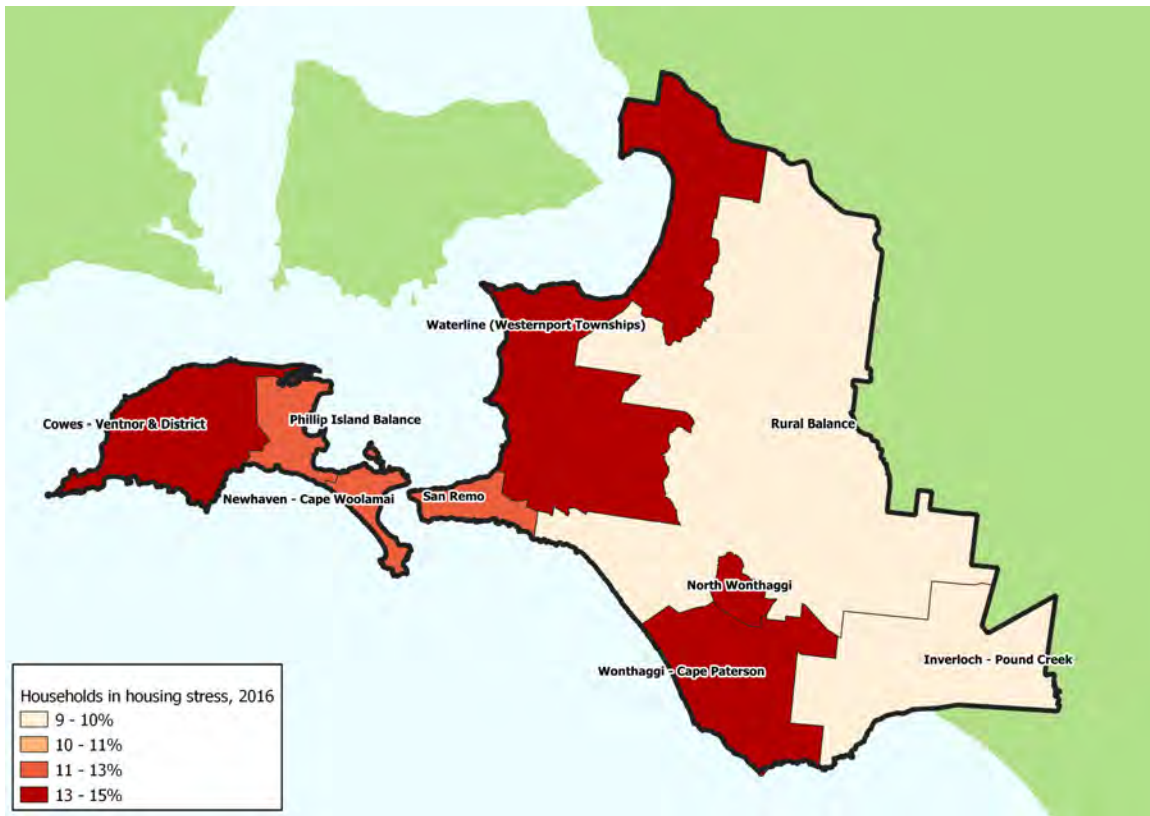 Waterline (Westernport Townships)
Cowes - Ventnor & District
Phillip Island Balance
Rural Balance
Newhaven - Cape Woolamai
San Remo
North Wonthaggi
Inverloch - Pound Creek
Wonthaggi - Cape Paterson
Households in housing stress, 2016
9 - 10%
10 - 11%
11 - 13%
13 - 15%